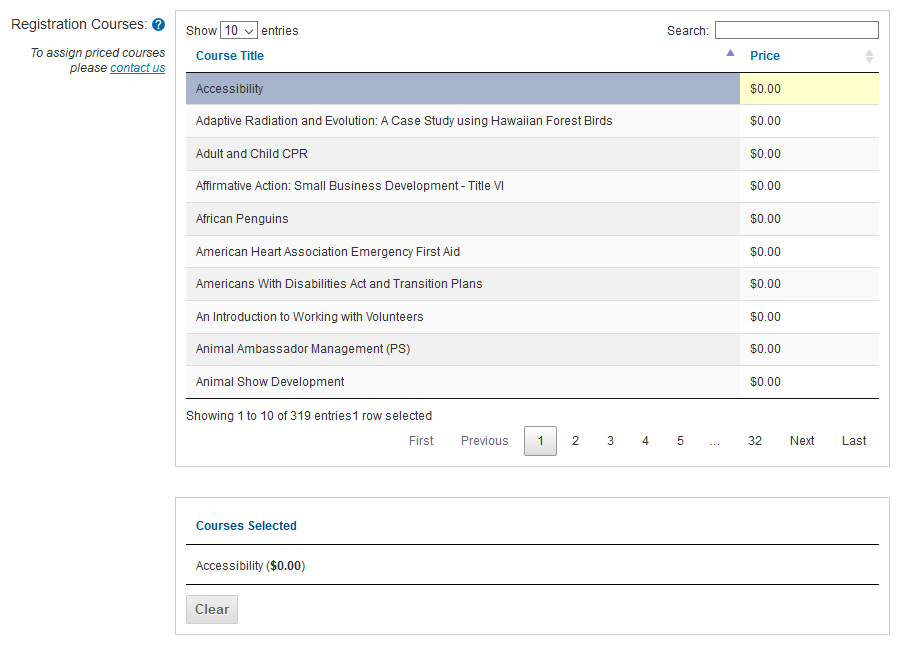 Registration Courses: ?
To assign priced courses
please contact us
Show 10 entries
Search:
Course Title Price
Accessibility $0.00
Adaptive Radiation and Evolution: A Case Study using Hawaiian Forest Birds $0.00
Adult and Child CPR $0.00
Affirmative Action: Small Business Development - Title VI $0.00
African Penguins $0.00
American Heart Association Emergency First Aid $0.00
Americans With Disabilities Act and Transition Plans $0.00
An Introduction to Working with Volunteers $0.00
Animal Ambassador Management (PS) $0.00
Animal Show Development $0.00
Showing 1 to 10 of 319 entries1 row selected
First Previous 1 2 3 4 5 ... 32 Next Last
Courses Selected
Accessibility ($0.00)
Clear